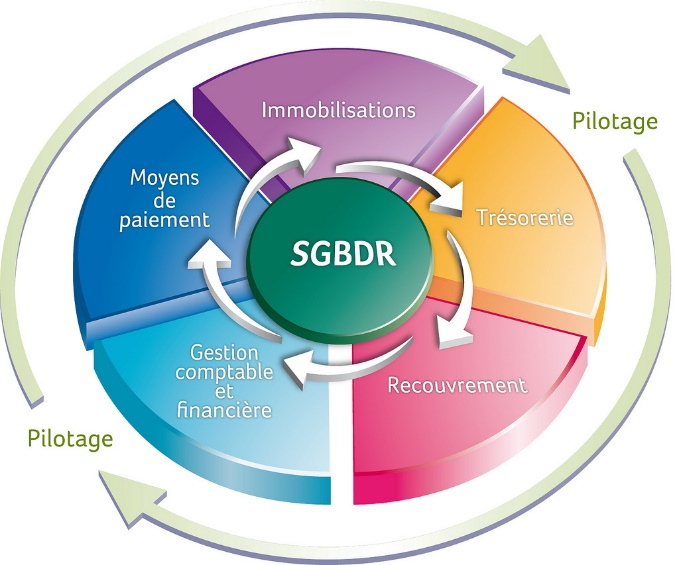 Immobilisations
Pilotage
Moyens
de
paiement
Trésorerie
SGBDR
Gestion
comptable
et
financière
Recouvrement
Pilotage